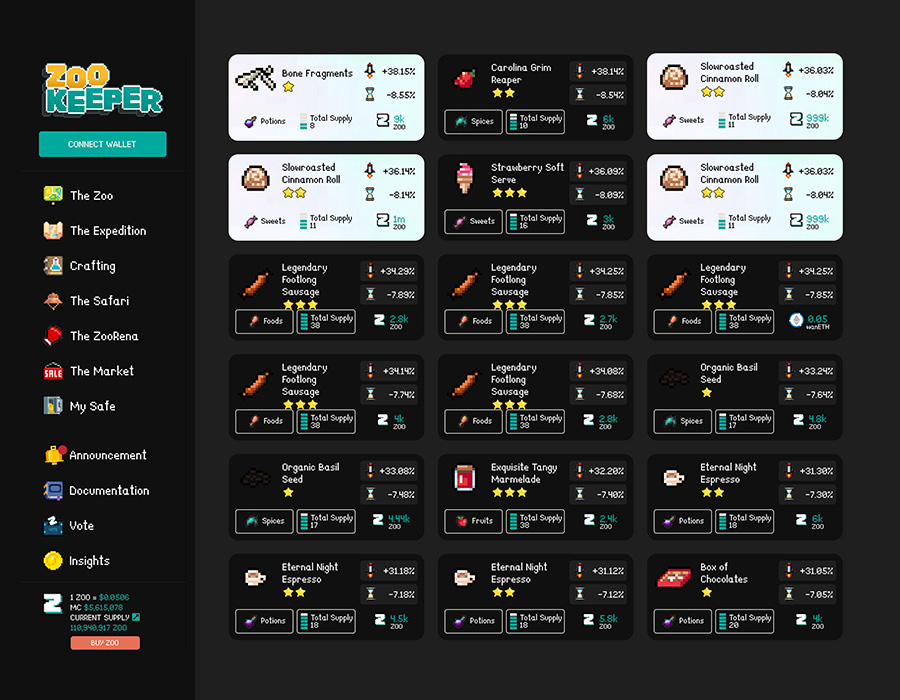 ZOO
KEEPER
CONNECT WALLET
The Zoo
The Expedition
Crafting
The Safari
The ZooRena
SALE
The Market
My Safe
Announcement
Documentation
Vote
Insights
1 ZOO = $0.0506
MC $5,615,078
CURRENT SUPPLY
110,940,917 ZOO
BUY ZOO
Bone Fragments
+38.15%
-8.55%
Potions
Total Supply
8
9k
ZOO
Carolina Grim
Reaper
+38.14%
-8.54%
Spices
Total Supply
10
6k
ZOO
Slowroasted
Cinnamon Roll
+36.03%
-8.04%
Sweets
Total Supply
11
999k
ZOO
Slowroasted
Cinnamon Roll
+36.14%
-8.14%
Sweets
Total Supply
11
1m
ZOO
Strawberry Soft
Serve
+36.09%
-8.09%
Sweets
Total Supply
16
3k
ZOO
Slowroasted
Cinnamon Roll
+36.03%
-8.04%
Sweets
Total Supply
11
999k
ZOO
Legendary
Footlong
Sausage
+34.29%
-7.89%
Foods
Total Supply
38
2.8k
ZOO
Legendary
Footlong
Sausage
+34.25%
-7.85%
Foods
Total Supply
38
2.7k
ZOO
Legendary
Footlong
Sausage
+34.25%
-7.85%
Foods
Total Supply
38
0.05
wanETH
Legendary
Footlong
Sausage
+34.14%
-7.74%
Foods
Total Supply
38
4k
ZOO
Legendary
Footlong
Sausage
+34.08%
-7.68%
Foods
Total Supply
38
2.8k
ZOO
Organic Basil
Seed
+33.24%
-7.64%
Spices
Total Supply
17
4.8k
ZOO
Organic Basil
Seed
+33.08%
-7.48%
Spices
Total Supply
17
4.44k
ZOO
Exquisite Tangy
Marmelade
+32.20%
-7.40%
Fruits
Total Supply
38
2.4k
ZOO
Eternal Night
Espresso
+31.30%
-7.30%
Potions
Total Supply
18
6k
ZOO
Eternal Night
Espresso
+31.18%
-7.18%
Potions
Total Supply
18
4.5k
ZOO
Eternal Night
Espresso
+31.12%
-7.12%
Potions
Total Supply
18
5.8k
ZOO
Box of
Chocolates
+31.05%
-7.05%
Potions
Total Supply
20
4k
ZOO